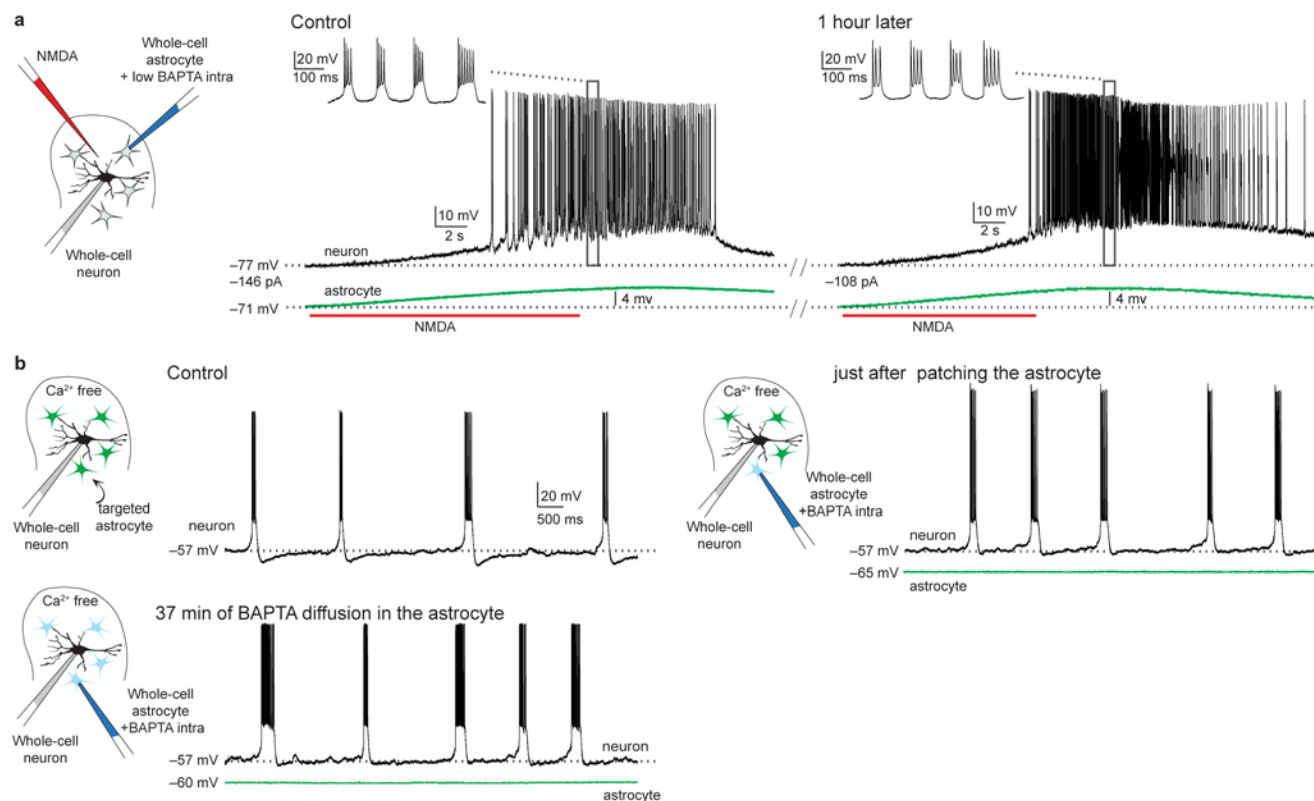 a
NMDA
Whole-cell
astrocyte
+ low BAPTA intra
Whole-cell
neuron
Control
20 mV
100 ms
10 mV
2 s
neuron
–77 mV
–146 pA
astrocyte
–71 mV
4 mv
NMDA
1 hour later
20 mV
100 ms
10 mV
2 s
–108 pA
4 mv
NMDA
b
Ca²⁺ free
targeted
astrocyte
Whole-cell
neuron
Control
20 mV
500 ms
neuron
–57 mV
Ca²⁺ free
Whole-cell
astrocyte
+BAPTA intra
Whole-cell
neuron
just after patching the astrocyte
–57 mV
–65 mV
astrocyte
Ca²⁺ free
Whole-cell
astrocyte
+BAPTA intra
Whole-cell
neuron
37 min of BAPTA diffusion in the astrocyte
neuron
–57 mV
–60 mV
astrocyte